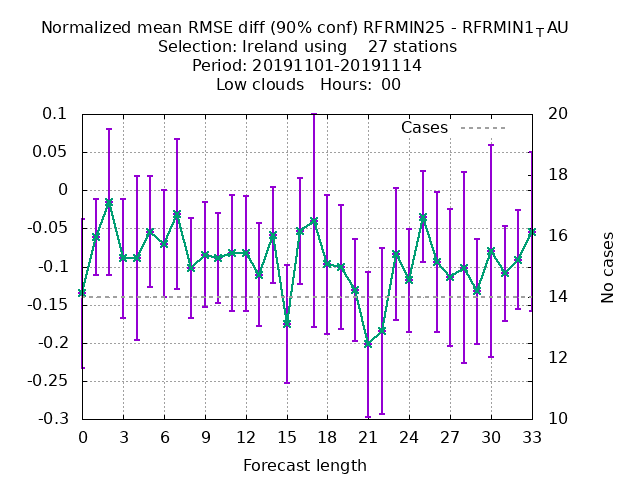 Normalized mean RMSE diff (90% conf) RFRMIN25 - RFRMIN1_TAU
Selection: Ireland using 27 stations
Period: 20191101-20191114
Low clouds Hours: 00
Cases
0.1
0.05
0
-0.05
-0.1
-0.15
-0.2
-0.25
-0.3
20
18
16
14
12
10
No cases
0 3 6 9 12 15 18 21 24 27 30 33
Forecast length